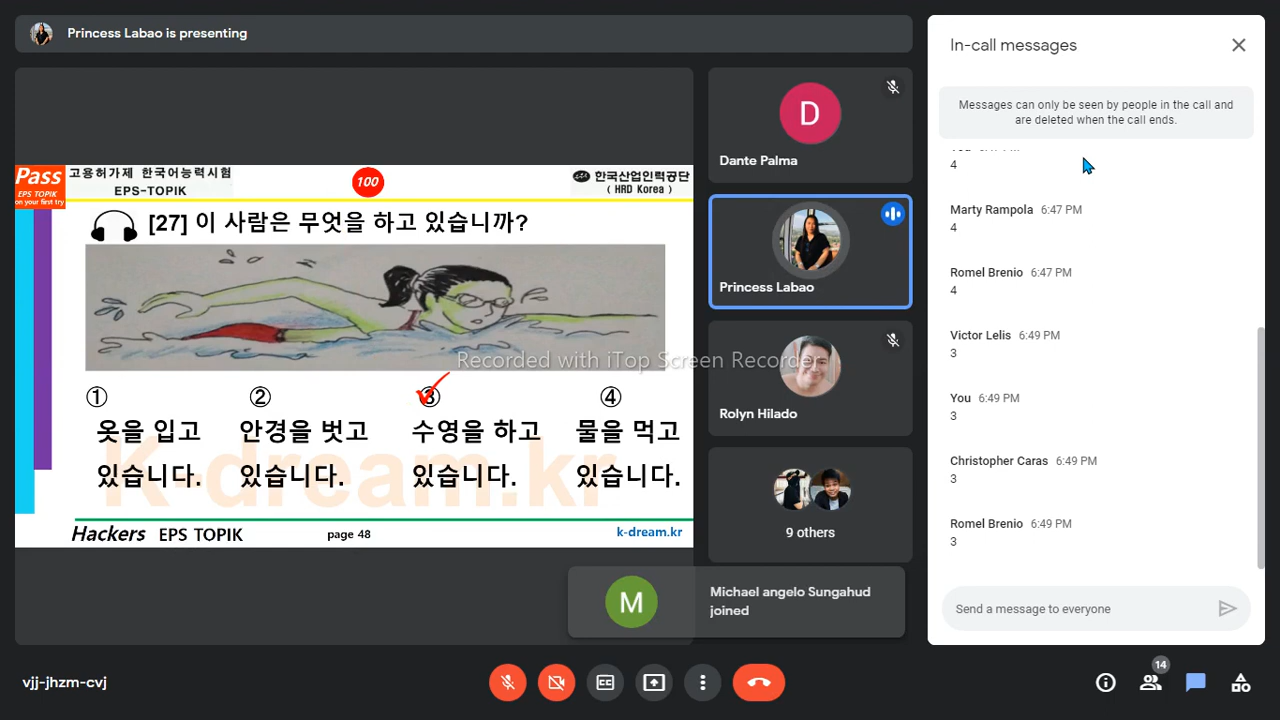 Princess Labao is presenting
Pass
EPS TOPIK
on your first try
고용허가제 한국어능력시험
EPS-TOPIK
100
한국산업인력공단
( HRD Korea )
[27] 이 사람은 무엇을 하고 있습니까?
Recorded with iTop Screen Recorder
① ② ③ ④
옷을 입고 안경을 벗고 수영을 하고 물을 먹고
있습니다. 있습니다. 있습니다. 있습니다.
K-dream.kr
Hackers EPS TOPIK page 48 k-dream.kr
D
Dante Palma
Princess Labao
Rolyn Hilado
9 others
M
Michael angelo Sungahud
joined
In-call messages
Messages can only be seen by people in the call and
are deleted when the call ends.
4
Marty Rampola 6:47 PM
4
Romel Brenio 6:47 PM
4
Victor Lelis 6:49 PM
3
You 6:49 PM
3
Christopher Caras 6:49 PM
3
Romel Brenio 6:49 PM
3
Send a message to everyone
vjj-jhzm-cvj
CC
14